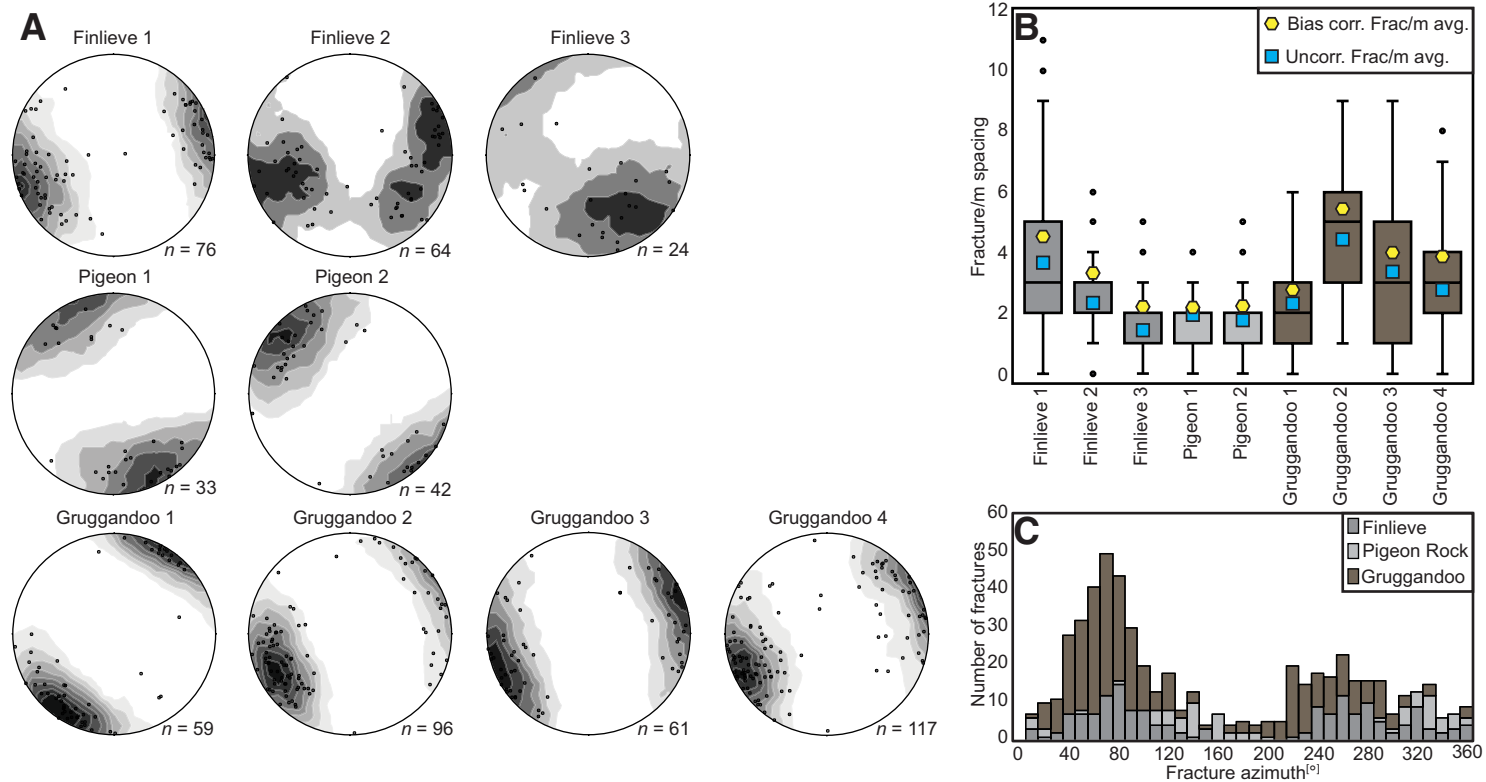 A
Finlieve 1
Finlieve 2
Finlieve 3
n = 76
n = 64
n = 24
Pigeon 1
Pigeon 2
n = 33
n = 42
Gruggandoo 1
Gruggandoo 2
Gruggandoo 3
Gruggandoo 4
n = 59
n = 96
n = 61
n = 117
B
Bias corr. Frac/m avg.
Uncorr. Frac/m avg.
Fracture/m spacing
12
10
8
6
4
2
0
Finlieve 1
Finlieve 2
Finlieve 3
Pigeon 1
Pigeon 2
Gruggandoo 1
Gruggandoo 2
Gruggandoo 3
Gruggandoo 4
C
Finlieve
Pigeon Rock
Gruggandoo
Number of fractures
60
50
40
30
20
10
0
0 40 80 120 160 200 240 280 320 360
Fracture azimuth[°]